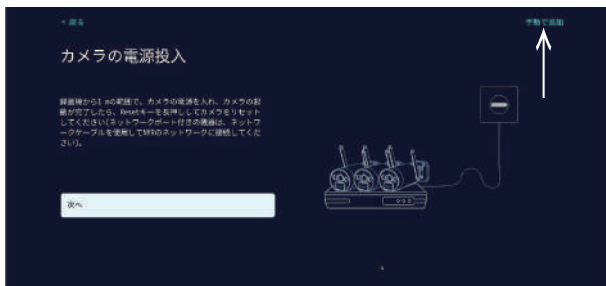 < 戻る
手動で追加
カメラの電源投入
録画機から1 mの範囲で、カメラの電源を入れ、カメラの起
動が完了したら、Resetキーを長押ししてカメラをリセット
してください(ネットワークポート付きの機器は、ネットワ
ークケーブルを使用してNVRのネットワークに接続してくだ
さい)。
次へ